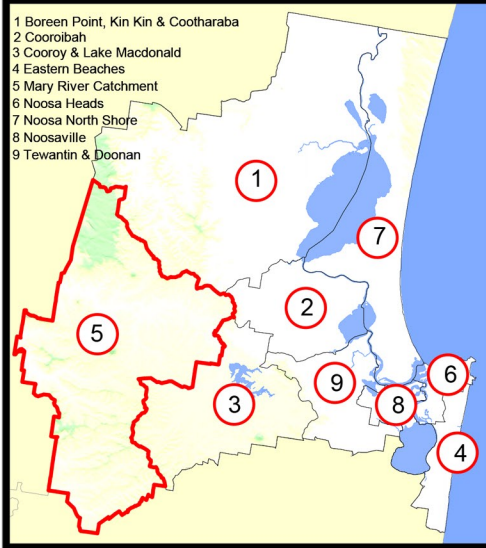 1 Boreen Point, Kin Kin & Cootharaba
2 Cooroibah
3 Cooroy & Lake Macdonald
4 Eastern Beaches
5 Mary River Catchment
6 Noosa Heads
7 Noosa North Shore
8 Noosaville
9 Tewantin & Doonan
1
7
2
5
6
9
3
8
4